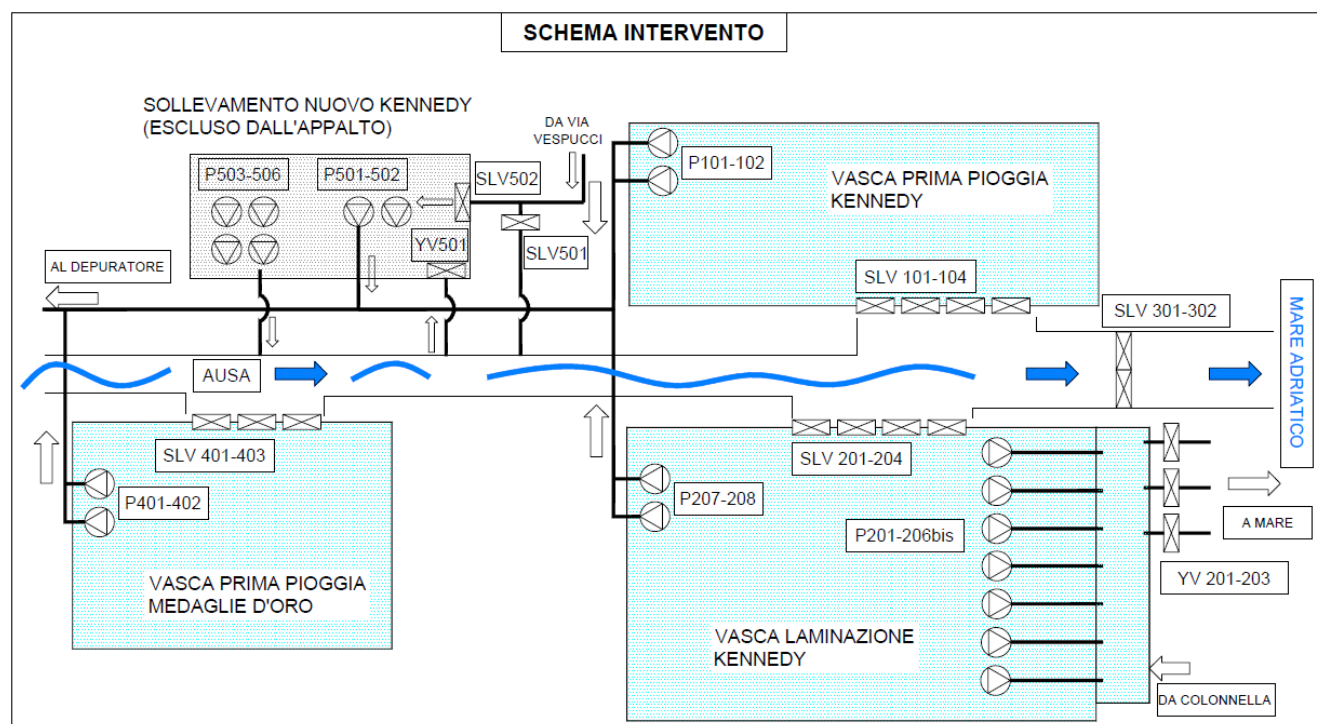 SCHEMA INTERVENTO
SOLLEVAMENTO NUOVO KENNEDY
(ESCLUSO DALL'APPALTO)
DA VIA
VESPUCCI
P503-506
P501-502
SLV502
YV501
SLV501
P101-102
VASCA PRIMA PIOGGIA
KENNEDY
SLV 101-104
AL DEPURATORE
SLV 301-302
MARE ADRIATICO
AUSA
SLV 401-403
P401-402
VASCA PRIMA PIOGGIA
MEDAGLIE D'ORO
SLV 201-204
P207-208
P201-206bis
VASCA LAMINAZIONE
KENNEDY
A MARE
YV 201-203
DA COLONNELLA